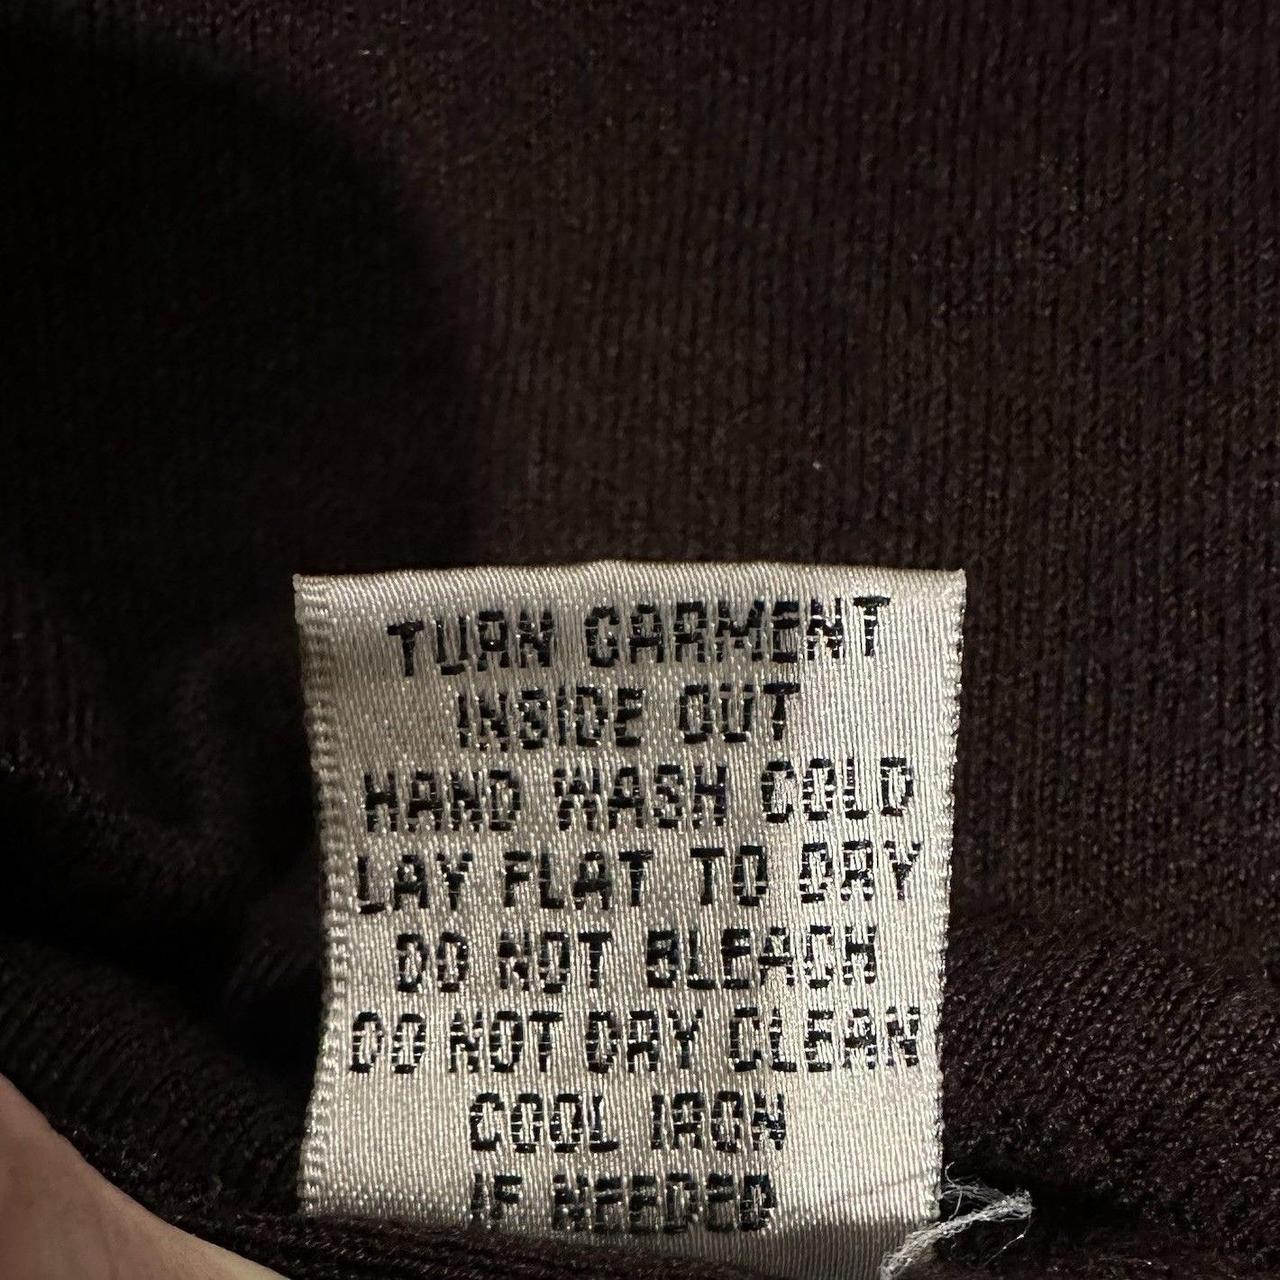 TURN GARMENT
INSIDE OUT
HAND WASH COLD
LAY FLAT TO DRY
DO NOT BLEACH
DO NOT DRY CLEAN
COOL IRON
IF NEEDED